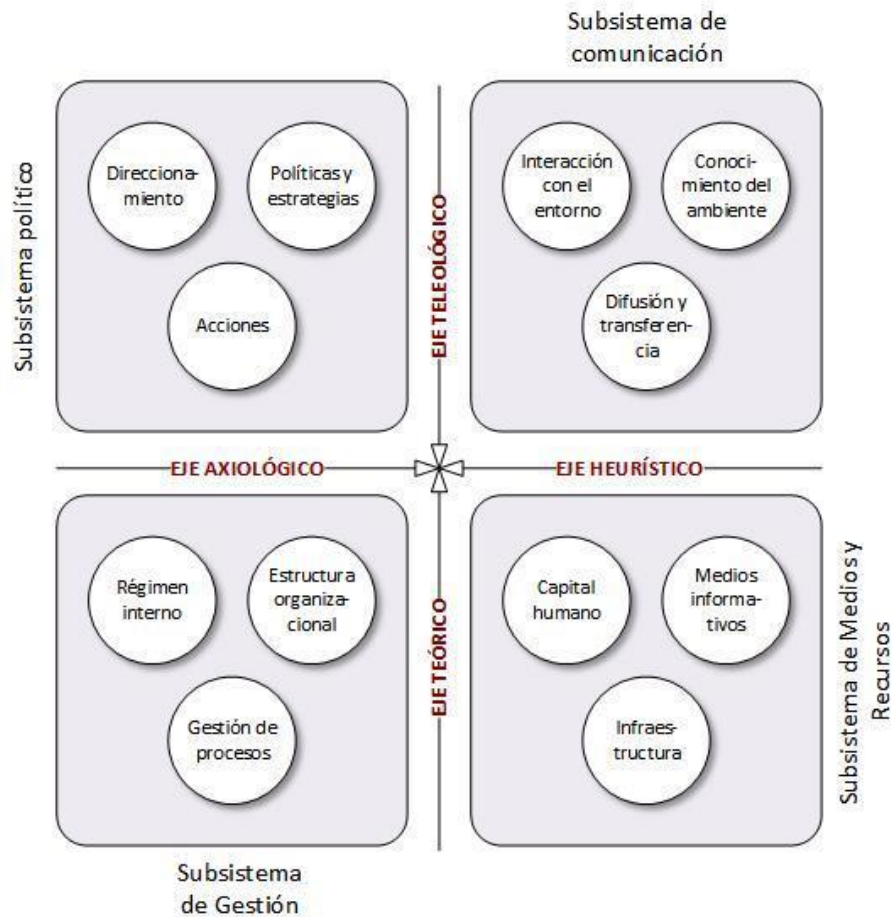 Subsistema de
comunicación
Subsistema político
Direcciona-
miento
Políticas y
estrategias
Acciones
EJE TELEOLÓGICO
Interacción
con el
entorno
Conoci-
miento del
ambiente
Difusión y
transferen-
cia
EJE AXIOLÓGICO
EJE HEURÍSTICO
Régimen
interno
Estructura
organiza-
cional
Gestión de
procesos
EJE TEÓRICO
Capital
humano
Medios
informa-
tivos
Infraes-
tructura
Subsistema de Medios y
Recursos
Subsistema
de Gestión